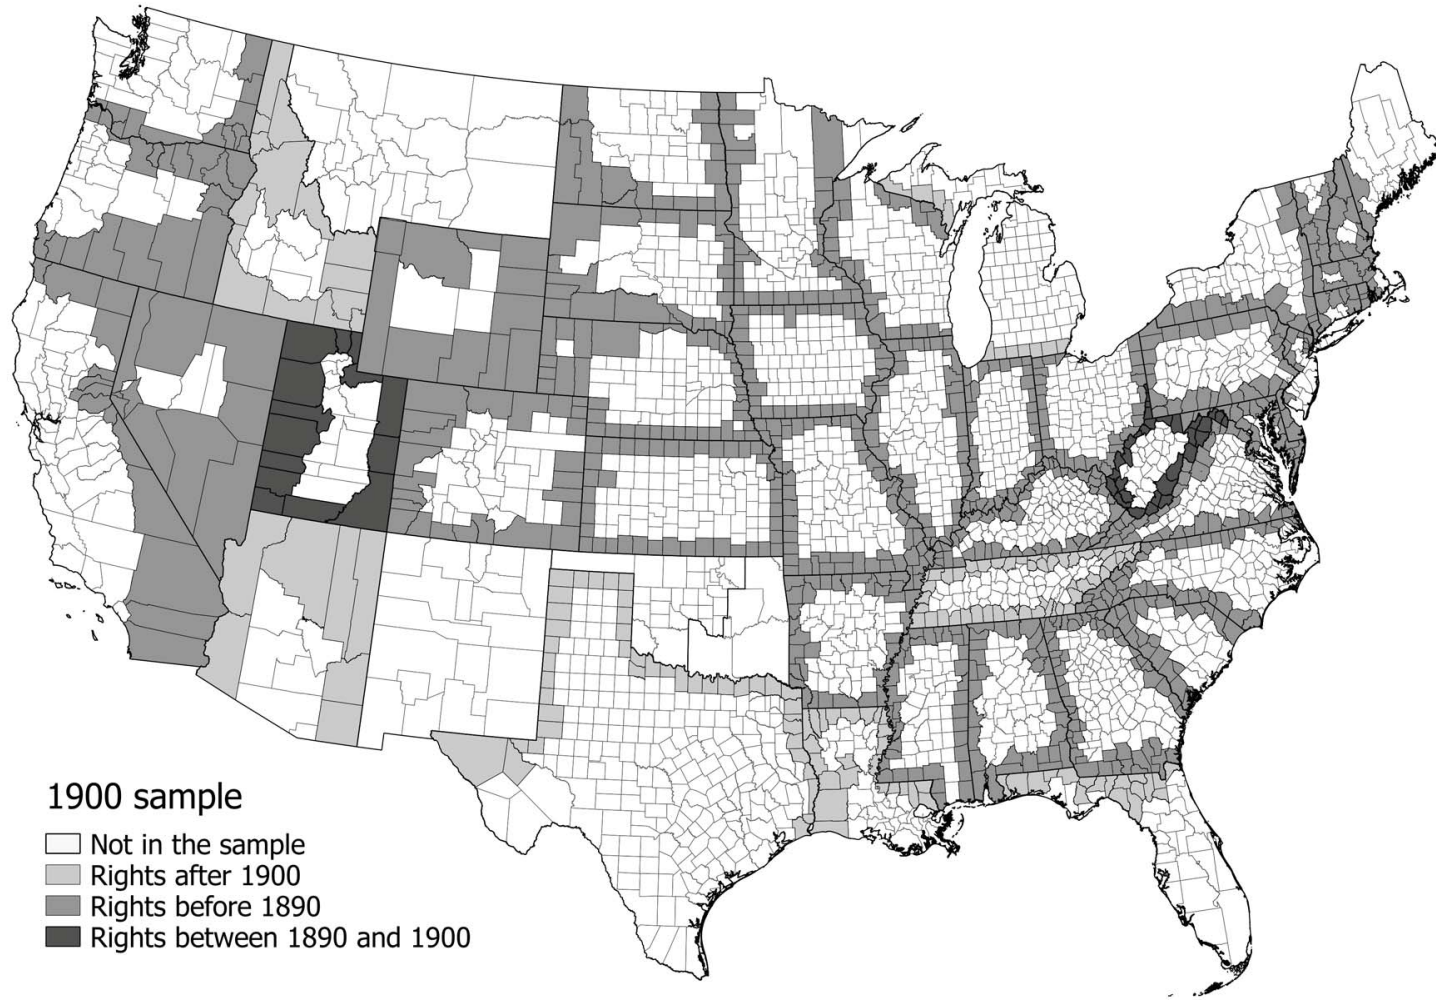 1900 sample
Not in the sample
Rights after 1900
Rights before 1890
Rights between 1890 and 1900